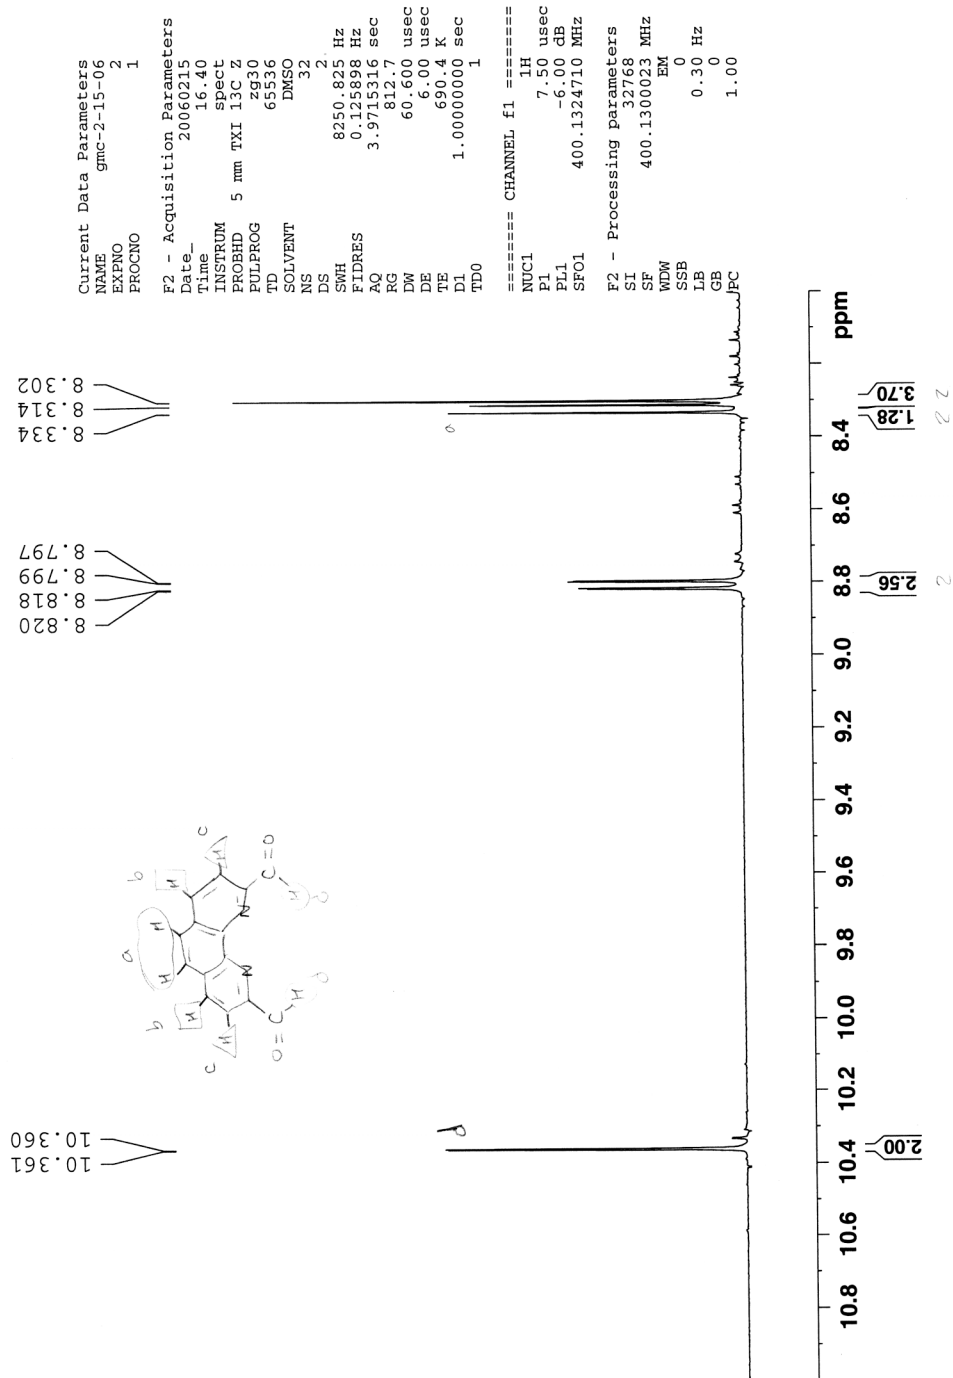 Current Data Parameters
NAME gmc-2-15-06
EXPNO 2
PROCNO 1
F2 - Acquisition Parameters
Date_ 20060215
Time 16.40
INSTRUM spect
PROBHD 5 mm TXI 13C Z
PULPROG zg30
TD 65536
SOLVENT DMSO
NS 32
DS 2
SWH 8250.825 Hz
FIDRES 0.125898 Hz
AQ 3.9715316 sec
RG 812.7
DW 60.600 usec
DE 6.00 usec
TE 690.4 K
D1 1.00000000 sec
TD0 1
======== CHANNEL f1 ========
NUC1 1H
P1 7.50 usec
PL1 -6.00 dB
SFO1 400.1324710 MHz
F2 - Processing parameters
SI 32768
SF 400.1300023 MHz
WDW EM
SSB 0
LB 0.30 Hz
GB 0
PC 1.00
10.361
10.360
8.820
8.818
8.799
8.797
8.334
8.314
8.302
a
b
b
c
c
H
H
H
H
H
H
N
N
O=C
H
C=O
H
a
10.8 10.6 10.4 10.2 10.0 9.8 9.6 9.4 9.2 9.0 8.8 8.6 8.4 ppm
2.00
2.56
1.28
3.70
2
2
2